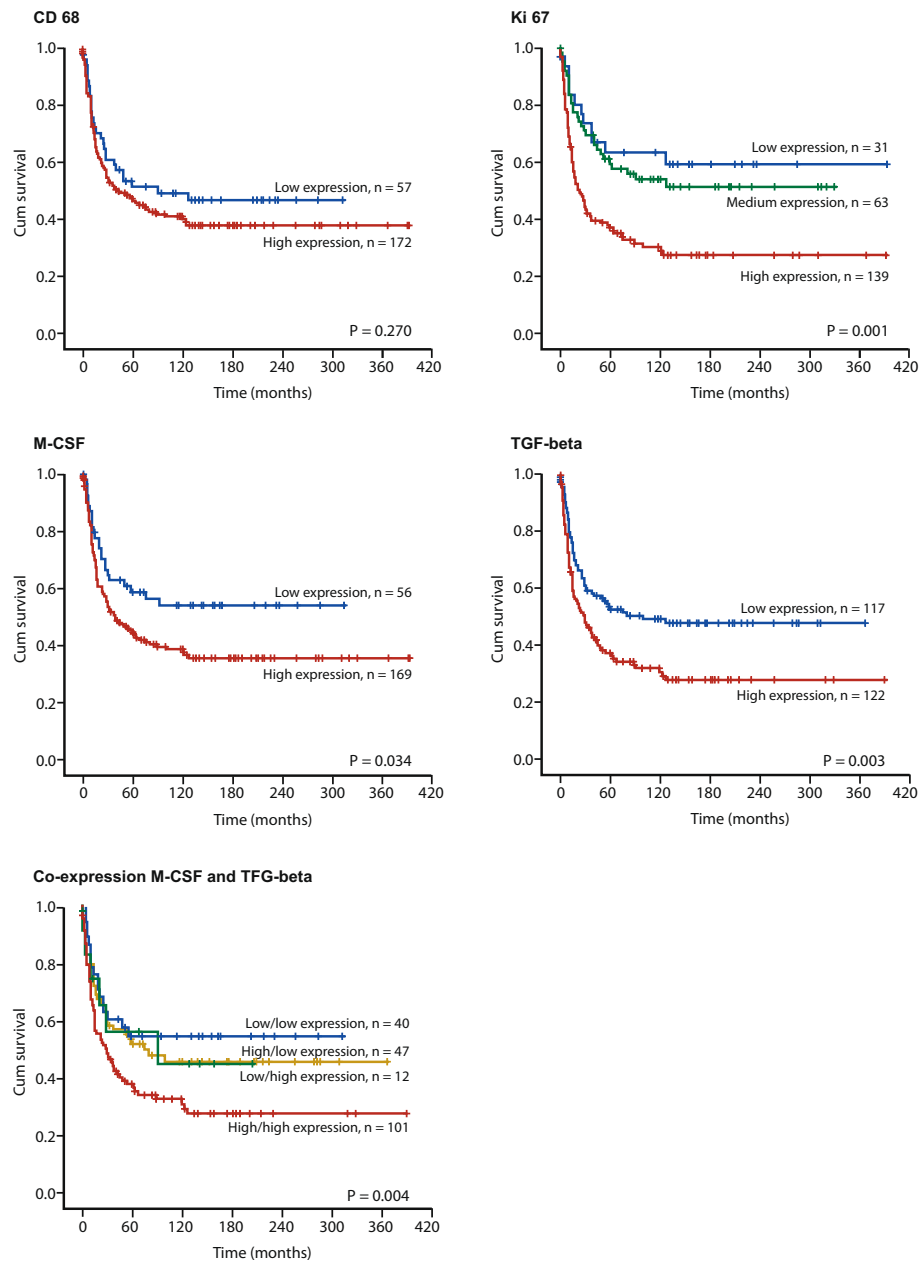 CD 68
1.0
0.8
0.6
0.4
0.2
0.0
Cum survival
Low expression, n = 57
High expression, n = 172
P = 0.270
0 60 120 180 240 300 360 420
Time (months)
Ki 67
1.0
0.8
0.6
0.4
0.2
0.0
Cum survival
Low expression, n = 31
Medium expression, n = 63
High expression, n = 139
P = 0.001
0 60 120 180 240 300 360 420
Time (months)
M-CSF
1.0
0.8
0.6
0.4
0.2
0.0
Cum survival
Low expression, n = 56
High expression, n = 169
P = 0.034
0 60 120 180 240 300 360 420
Time (months)
TGF-beta
1.0
0.8
0.6
0.4
0.2
0.0
Cum survival
Low expression, n = 117
High expression, n = 122
P = 0.003
0 60 120 180 240 300 360 420
Time (months)
Co-expression M-CSF and TFG-beta
1.0
0.8
0.6
0.4
0.2
0.0
Cum survival
Low/low expression, n = 40
High/low expression, n = 47
Low/high expression, n = 12
High/high expression, n = 101
P = 0.004
0 60 120 180 240 300 360 420
Time (months)